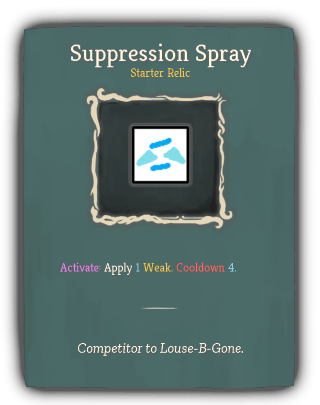 Suppression Spray
Starter Relic
Activate: Apply 1 Weak. Cooldown 4.
Competitor to Louse-B-Gone.